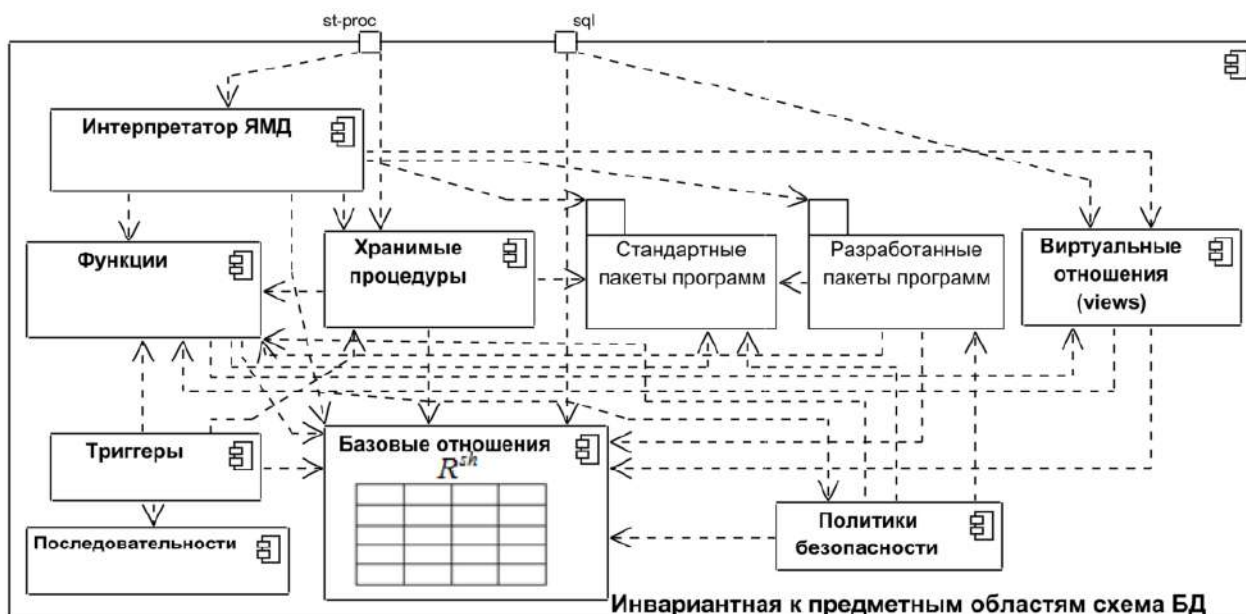 st-proc
sql
Интерпретатор ЯМД
Функции
Хранимые
процедуры
Стандартные
пакеты программ
Разработанные
пакеты программ
Виртуальные
отношения
(views)
Триггеры
Базовые отношения
R^sh
Последовательности
Политики
безопасности
Инвариантная к предметным областям схема БД